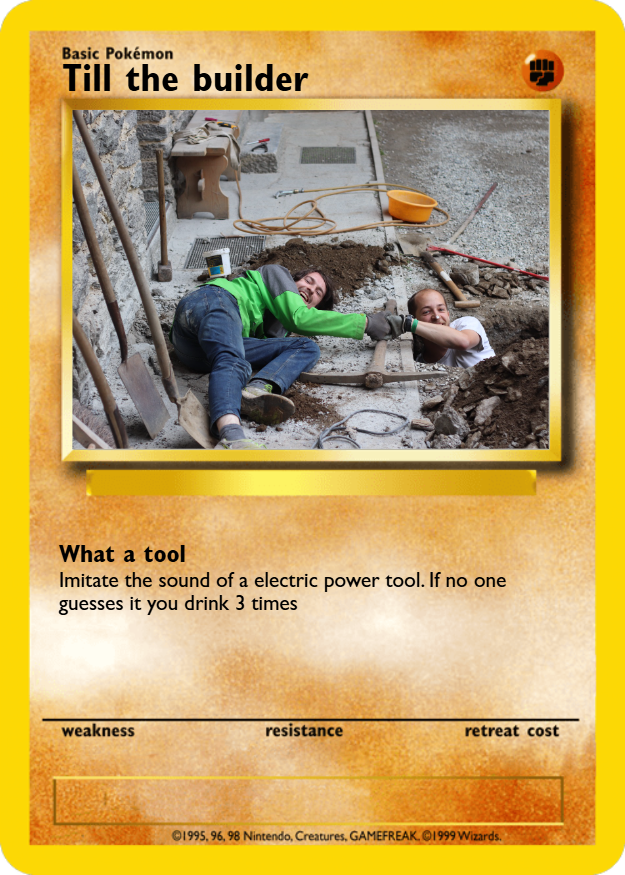 Basic Pokémon
Till the builder
What a tool
Imitate the sound of a electric power tool. If no one
guesses it you drink 3 times
weakness resistance retreat cost
©1995, 96, 98 Nintendo, Creatures, GAMEFREAK. ©1999 Wizards.